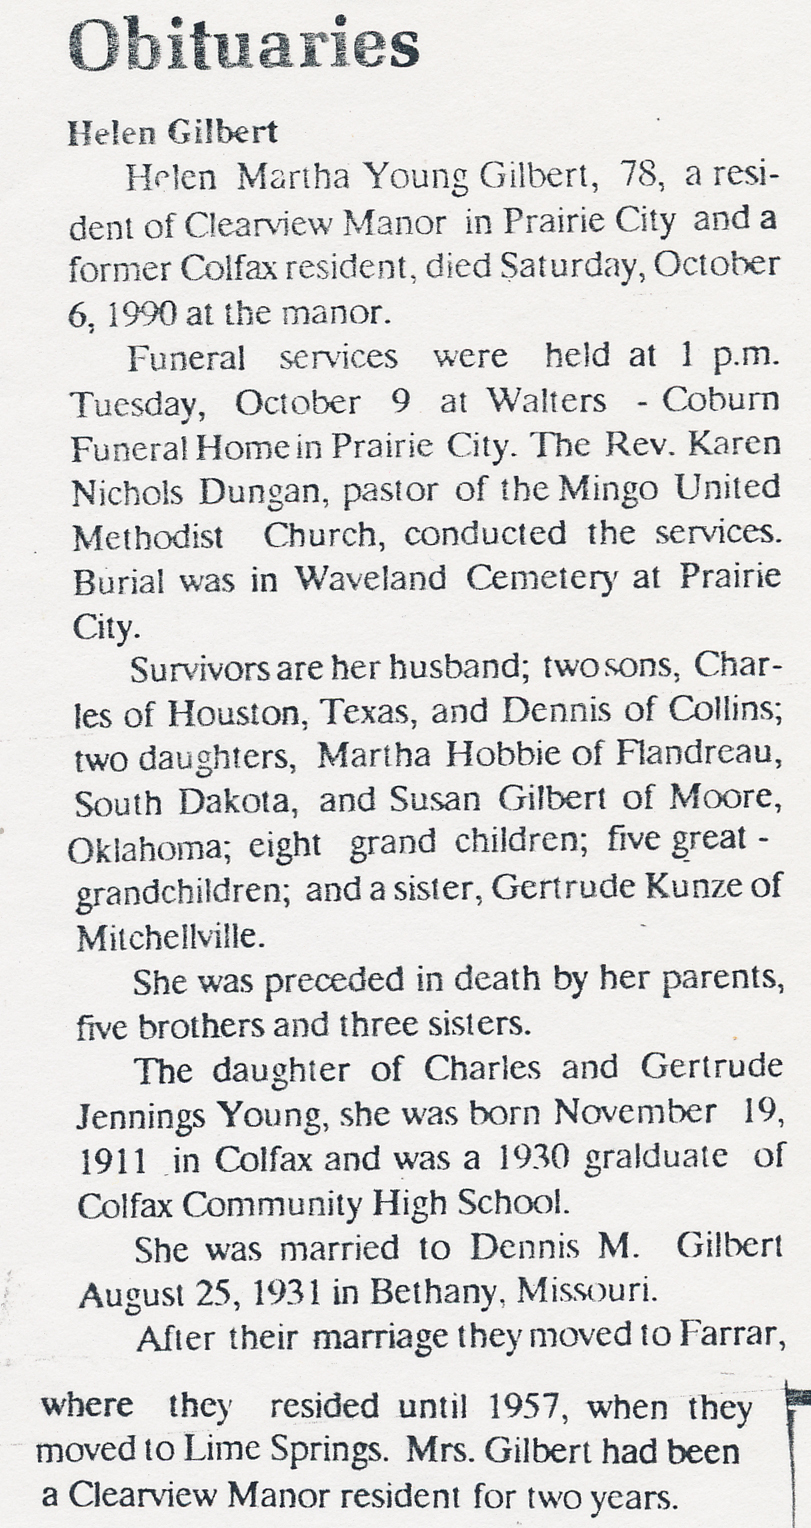 Obituaries
Helen Gilbert
Helen Martha Young Gilbert, 78, a resi-
dent of Clearview Manor in Prairie City and a
former Colfax resident, died Saturday, October
6, 1990 at the manor.
Funeral services were held at 1 p.m.
Tuesday, October 9 at Walters - Coburn
Funeral Home in Prairie City. The Rev. Karen
Nichols Dungan, pastor of the Mingo United
Methodist Church, conducted the services.
Burial was in Waveland Cemetery at Prairie
City.
Survivors are her husband; two sons, Char-
les of Houston, Texas, and Dennis of Collins;
two daughters, Martha Hobbie of Flandreau,
South Dakota, and Susan Gilbert of Moore,
Oklahoma; eight grand children; five great -
grandchildren; and a sister, Gertrude Kunze of
Mitchellville.
She was preceded in death by her parents,
five brothers and three sisters.
The daughter of Charles and Gertrude
Jennings Young, she was born November 19,
1911 in Colfax and was a 1930 gralduate of
Colfax Community High School.
She was married to Dennis M. Gilbert
August 25, 1931 in Bethany, Missouri.
After their marriage they moved to Farrar,
where they resided until 1957, when they
moved to Lime Springs. Mrs. Gilbert had been
a Clearview Manor resident for two years.